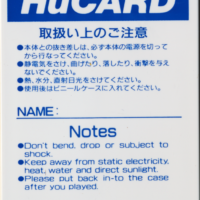 HuCARD
取扱い上のご注意
●本体との抜き差しは、必ず本体の電源を切って
から行なってください。
●静電気をさけ、曲げたり、落したり、衝撃を与え
ないでください。
●熱、水分、直射日光をさけてください。
●使用後はビニールケースに入れてください。
NAME:
Notes
●Don't bend, drop or subject to
shock.
●Keep away from static electricity,
heat, water and direct sunlight.
●Please put back in-to the case
after you played.